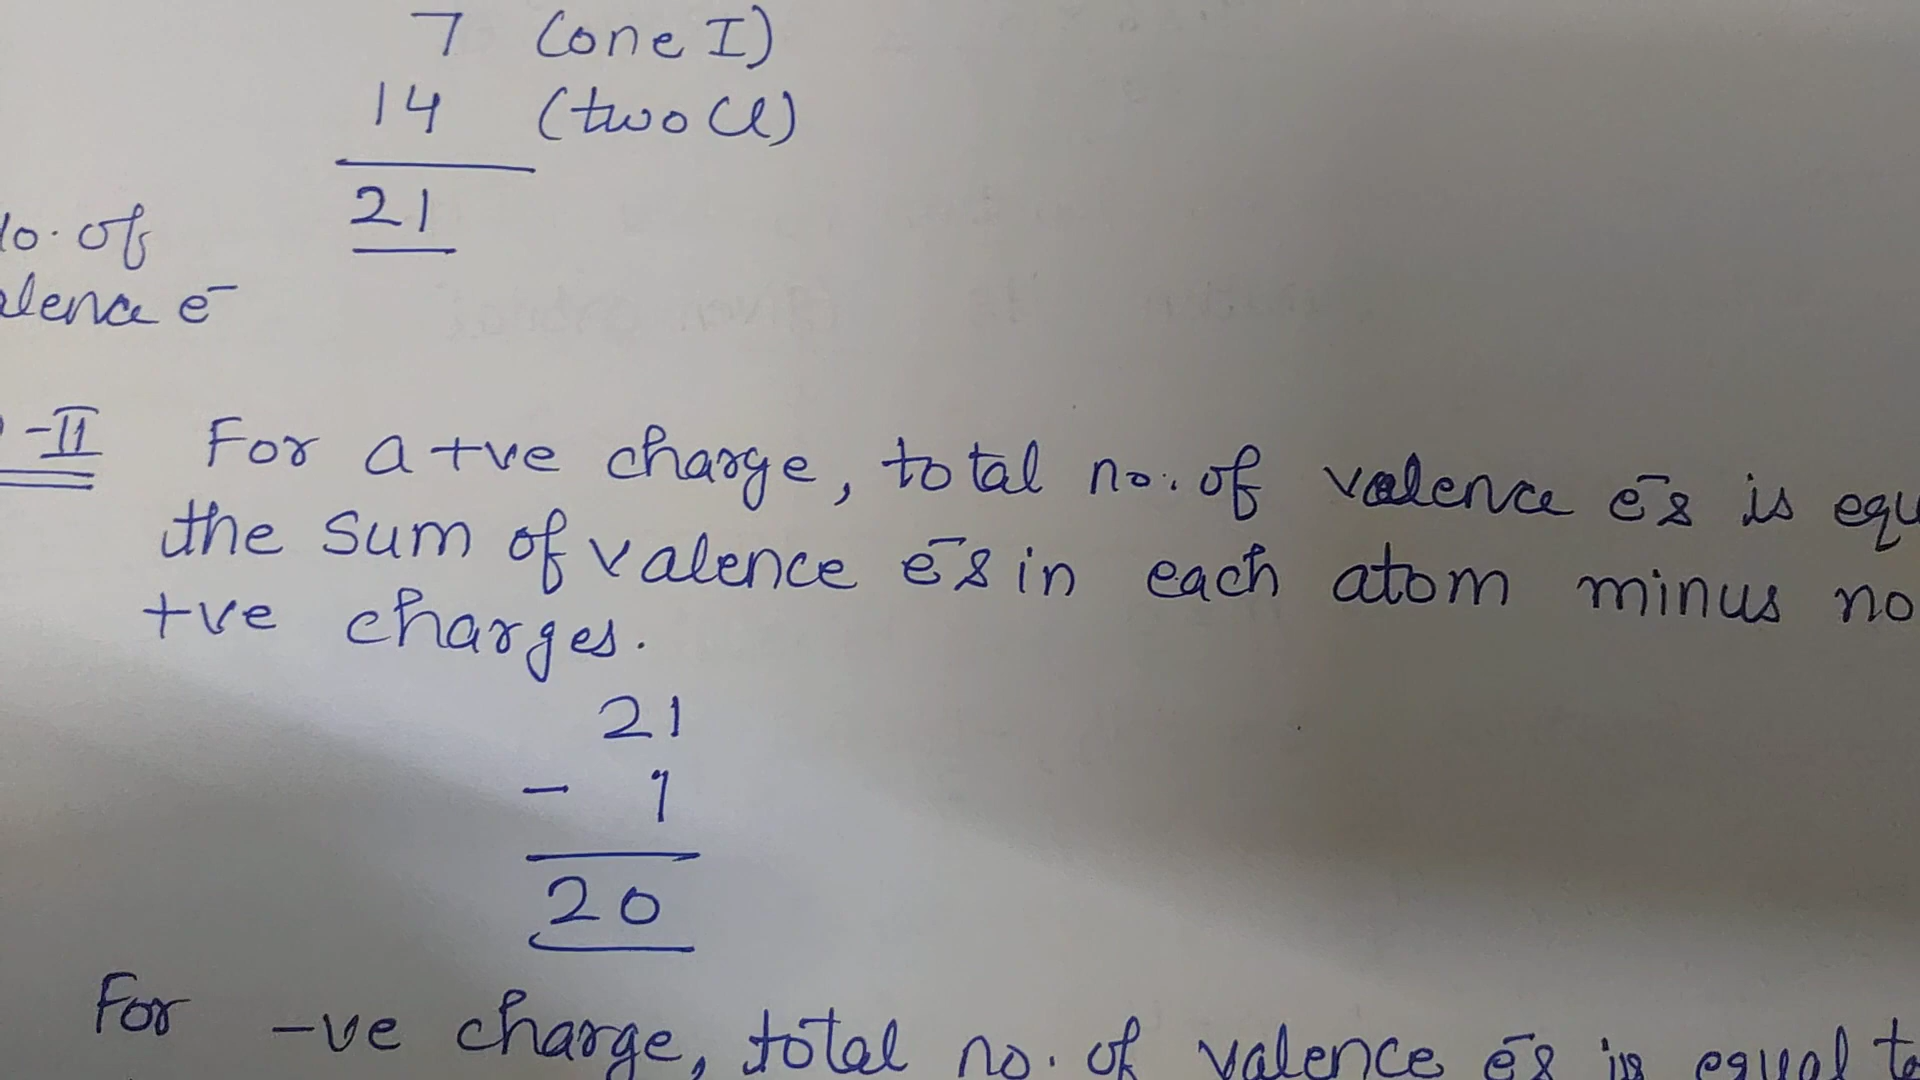 7 (one I)
14 (two Cl)
21
No. of
valence e⁻
-II For a +ve charge, total no. of valence e⁻s is equ
the sum of valence e⁻s in each atom minus no
+ve charges.
21
- 1
20
For -ve charge, total no. of valence e⁻s is equal to